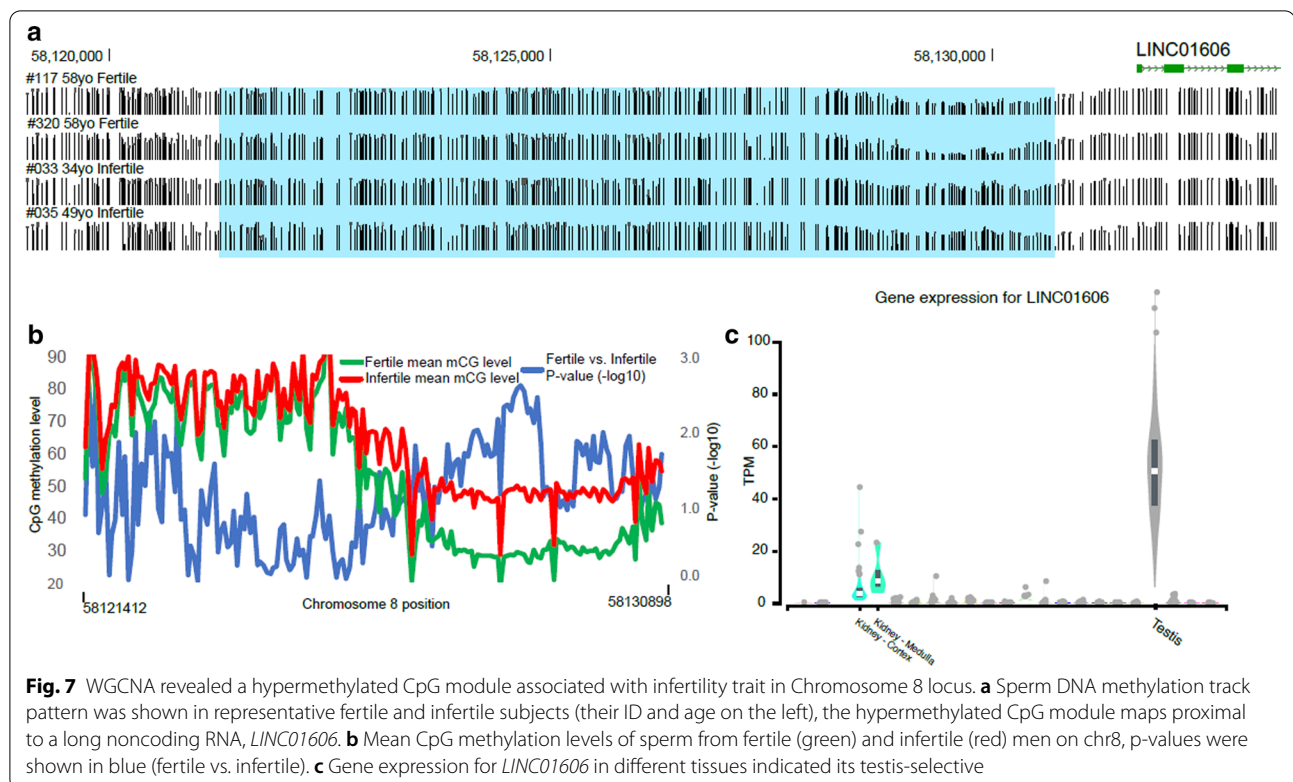 a
58,120,000 58,125,000 58,130,000 LINC01606
#117 58yo Fertile
#320 58yo Fertile
#033 34yo Infertile
#035 49yo Infertile
b
Fertile mean mCG level
Infertile mean mCG level
Fertile vs. Infertile
P-value (-log10)
CpG methylation level
90
80
70
60
50
40
30
20
3.0
2.0
1.0
0.0
P-value (-log10)
58121412 Chromosome 8 position 58130898
c
Gene expression for LINC01606
TPM
100
80
60
40
20
0
Kidney - Cortex
Kidney - Medulla
Testis
Fig. 7 WGCNA revealed a hypermethylated CpG module associated with infertility trait in Chromosome 8 locus. a Sperm DNA methylation track
pattern was shown in representative fertile and infertile subjects (their ID and age on the left), the hypermethylated CpG module maps proximal
to a long noncoding RNA, LINC01606. b Mean CpG methylation levels of sperm from fertile (green) and infertile (red) men on chr8, p-values were
shown in blue (fertile vs. infertile). c Gene expression for LINC01606 in different tissues indicated its testis-selective